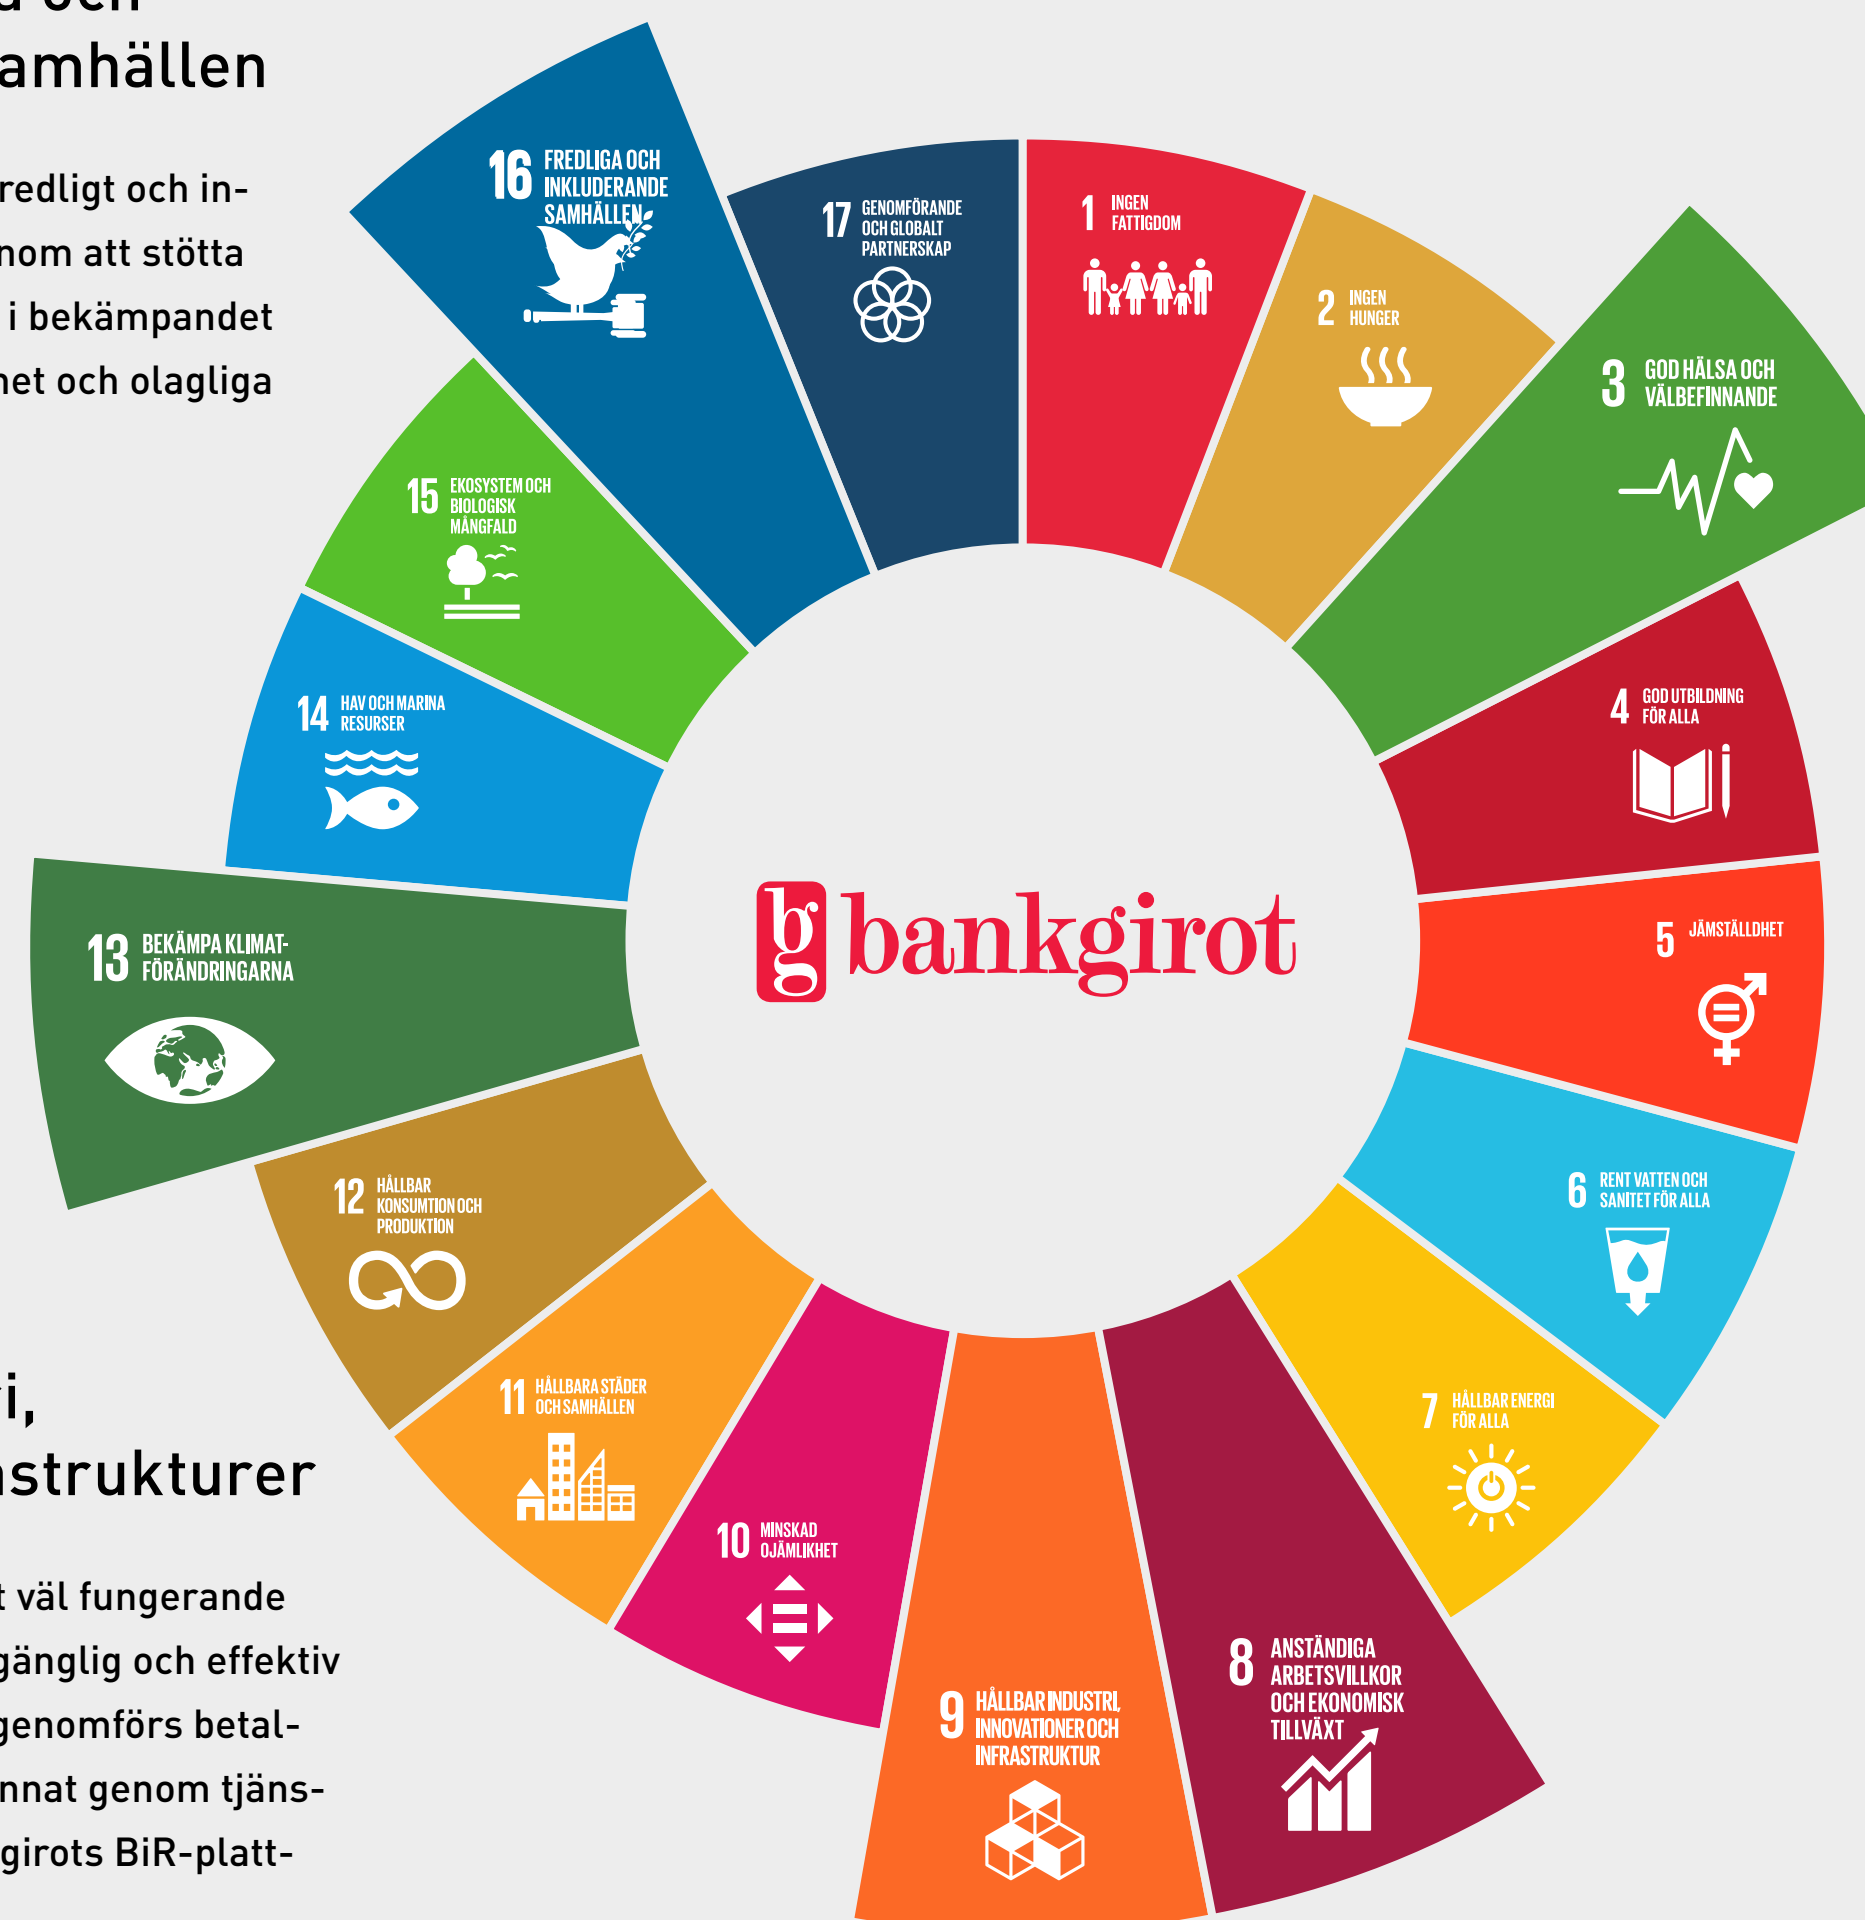 och
amhällen
redligt och in-
nom att stötta
i bekämpandet
het och olagliga
i,
astrukturer
t väl fungerande
gänglig och effektiv
genomförs betal-
nnat genom tjäns-
girots BiR-platt-
1 INGEN
FATTIGDOM
2 INGEN
HUNGER
3 GOD HÄLSA OCH
VÄLBEFINNANDE
4 GOD UTBILDNING
FÖR ALLA
5 JÄMSTÄLLDHET
6 RENT VATTEN OCH
SANITET FÖR ALLA
7 HÅLLBAR ENERGI
FÖR ALLA
8 ANSTÄNDIGA
ARBETSVILLKOR
OCH EKONOMISK
TILLVÄXT
9 HÅLLBAR INDUSTRI,
INNOVATIONER OCH
INFRASTRUKTUR
10 MINSKAD
OJÄMLIKHET
11 HÅLLBARA STÄDER
OCH SAMHÄLLEN
12 HÅLLBAR
KONSUMTION OCH
PRODUKTION
13 BEKÄMPA KLIMAT-
FÖRÄNDRINGARNA
14 HAV OCH MARINA
RESURSER
15 EKOSYSTEM OCH
BIOLOGISK
MÅNGFALD
16 FREDLIGA OCH
INKLUDERANDE
SAMHÄLLEN
17 GENOMFÖRANDE
OCH GLOBALT
PARTNERSKAP
bg bankgirot